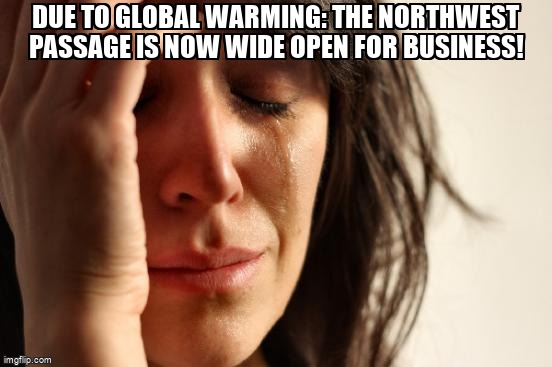 DUE TO GLOBAL WARMING: THE NORTHWEST
PASSAGE IS NOW WIDE OPEN FOR BUSINESS!
imgflip.com